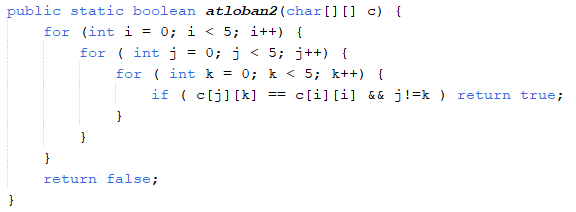 public static boolean atloban2(char[][] c) {
    for (int i = 0; i < 5; i++) {
        for ( int j = 0; j < 5; j++) {
            for ( int k = 0; k < 5; k++) {
                if ( c[j][k] == c[i][i] && j!=k ) return true;
            }
        }
    }
    return false;
}